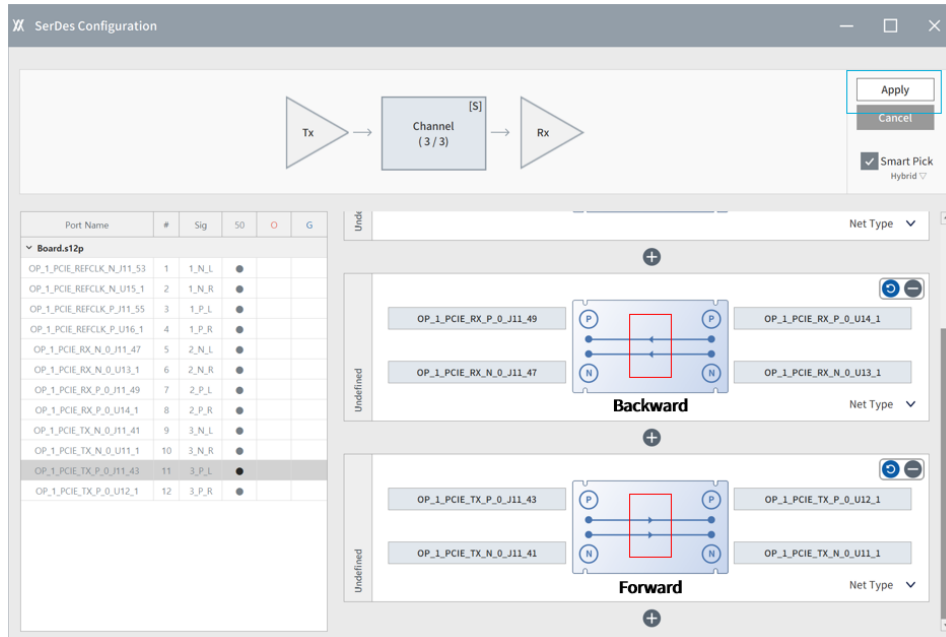 SerDes Configuration
Tx
Channel
( 3 / 3)
[S]
Rx
Apply
Cancel
Smart Pick
Hybrid
Port Name # Sig 50 O G
Board.s12p
OP_1_PCIE_REFCLK_N_J11_53 1 1_N_L
OP_1_PCIE_REFCLK_N_U15_1 2 1_N_R
OP_1_PCIE_REFCLK_P_J11_55 3 1_P_L
OP_1_PCIE_REFCLK_P_U16_1 4 1_P_R
OP_1_PCIE_RX_N_0_J11_47 5 2_N_L
OP_1_PCIE_RX_N_0_U13_1 6 2_N_R
OP_1_PCIE_RX_P_0_J11_49 7 2_P_L
OP_1_PCIE_RX_P_0_U14_1 8 2_P_R
OP_1_PCIE_TX_N_0_J11_41 9 3_N_L
OP_1_PCIE_TX_N_0_U11_1 10 3_N_R
OP_1_PCIE_TX_P_0_J11_43 11 3_P_L
OP_1_PCIE_TX_P_0_U12_1 12 3_P_R
Net Type
Undefined
OP_1_PCIE_RX_P_0_J11_49 P P OP_1_PCIE_RX_P_0_U14_1
OP_1_PCIE_RX_N_0_J11_47 N N OP_1_PCIE_RX_N_0_U13_1
Backward
Net Type
Undefined
OP_1_PCIE_TX_P_0_J11_43 P P OP_1_PCIE_TX_P_0_U12_1
OP_1_PCIE_TX_N_0_J11_41 N N OP_1_PCIE_TX_N_0_U11_1
Forward
Net Type